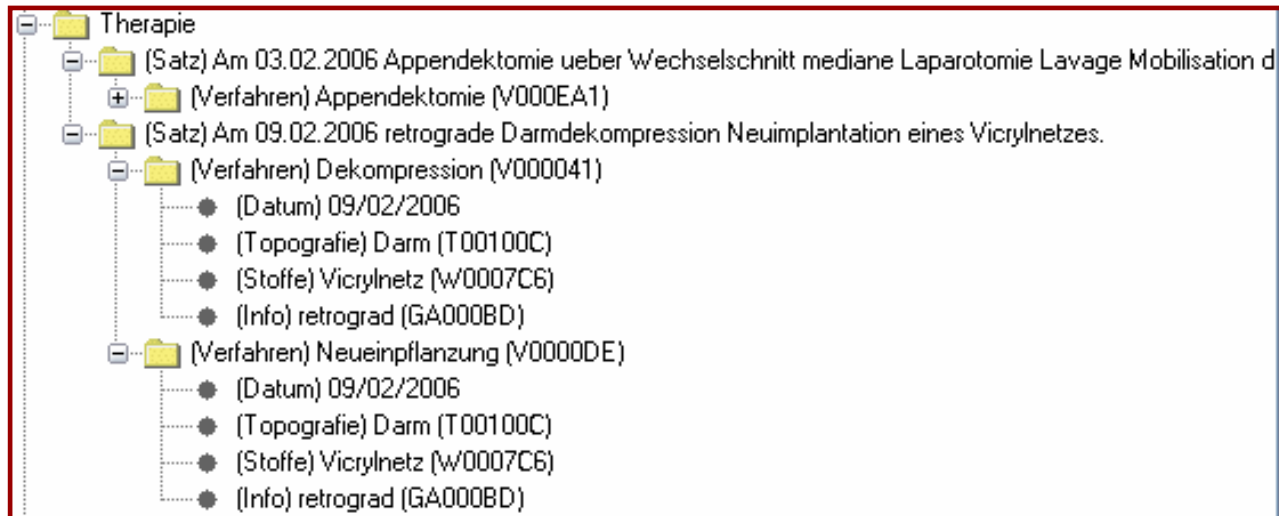 Therapie
(Satz) Am 03.02.2006 Appendektomie ueber Wechselschnitt mediane Laparotomie Lavage Mobilisation d
(Verfahren) Appendektomie (V000EA1)
(Satz) Am 09.02.2006 retrograde Darmdekompression Neuimplantation eines Vicrylnetzes.
(Verfahren) Dekompression (V000041)
(Datum) 09/02/2006
(Topografie) Darm (T00100C)
(Stoffe) Vicrylnetz (W0007C6)
(Info) retrograd (GA000BD)
(Verfahren) Neueinpflanzung (V0000DE)
(Datum) 09/02/2006
(Topografie) Darm (T00100C)
(Stoffe) Vicrylnetz (W0007C6)
(Info) retrograd (GA000BD)